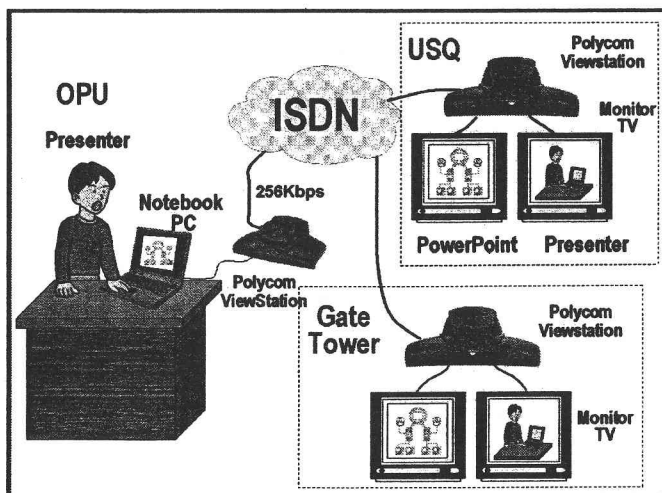 OPU
Presenter
Notebook
PC
Polycom
ViewStation
256Kbps
ISDN
USQ
Polycom
Viewstation
Monitor
TV
PowerPoint
Presenter
Gate
Tower
Polycom
Viewstation
Monitor
TV